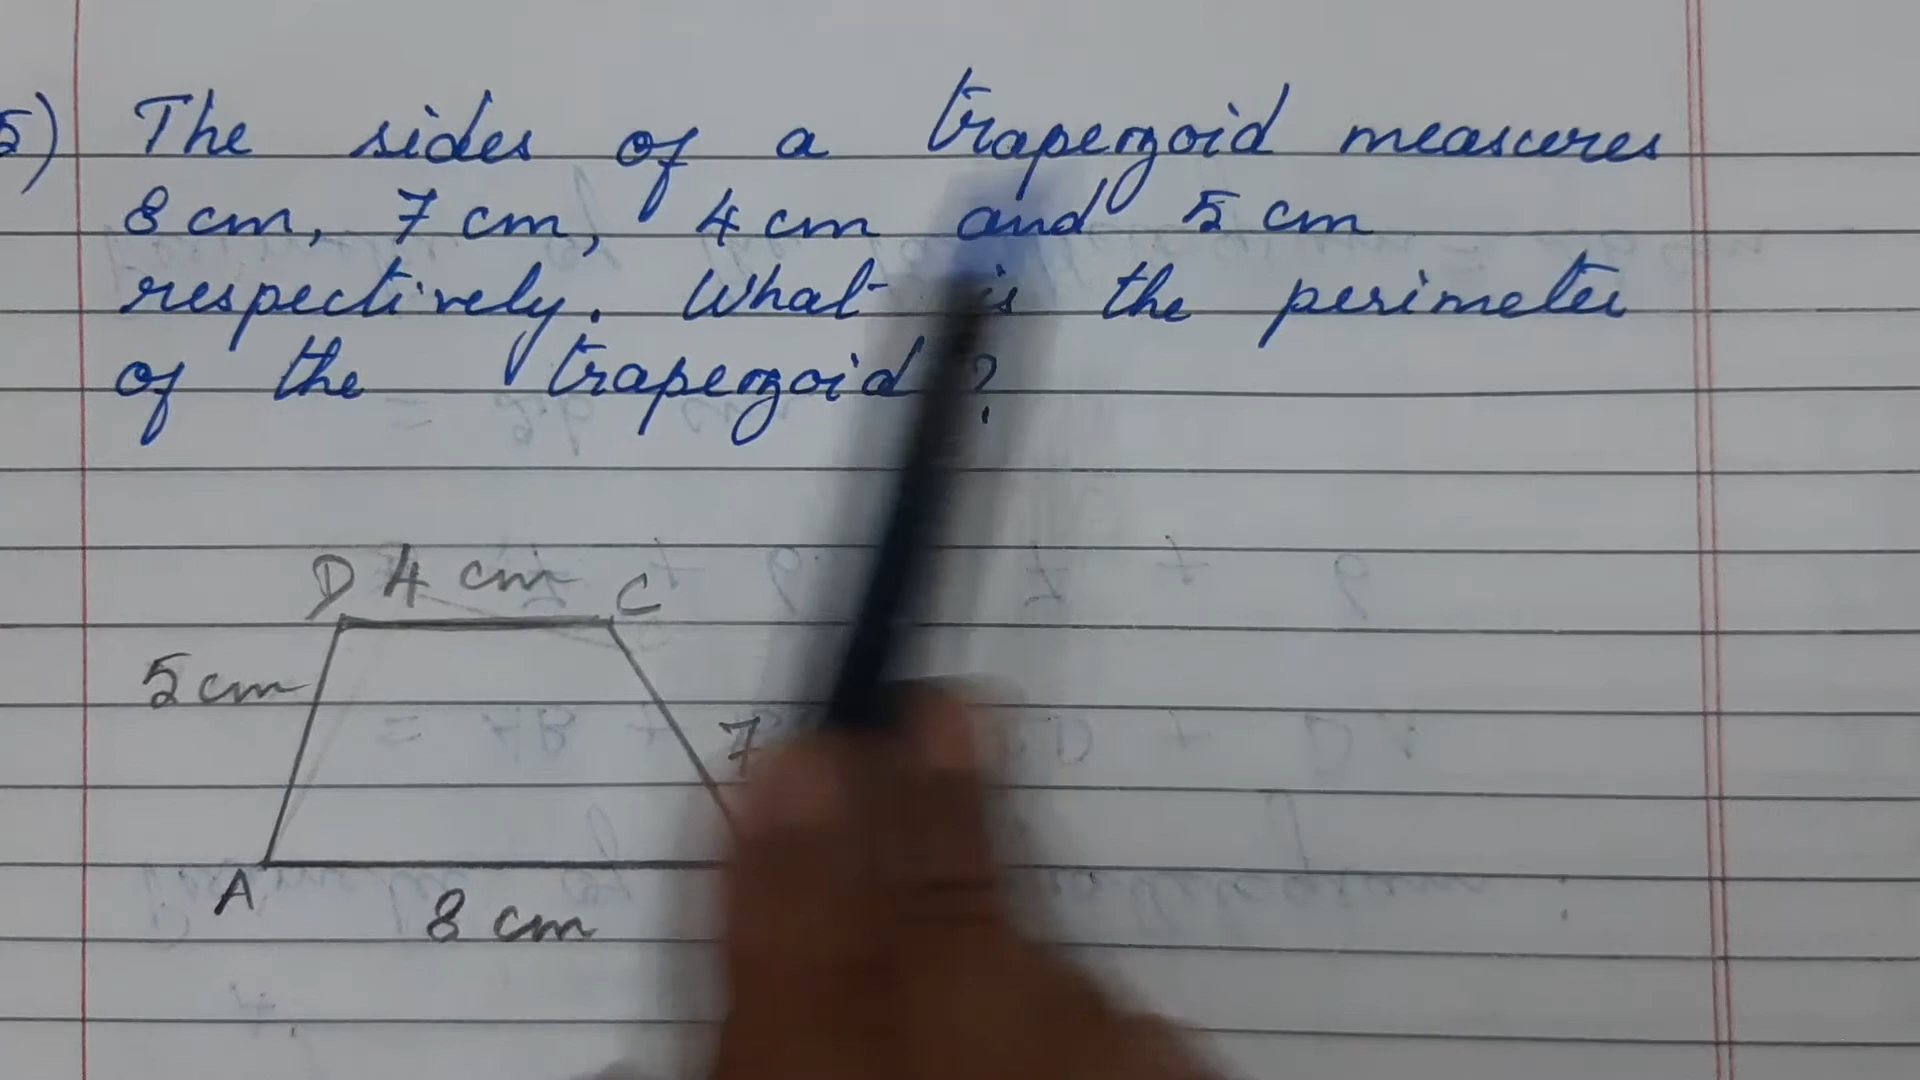 5) The sides of a trapezoid measures
8 cm, 7 cm, 4 cm and 5 cm
respectively. What is the perimeter
of the trapezoid?
D 4 cm C
5 cm
7
A
8 cm